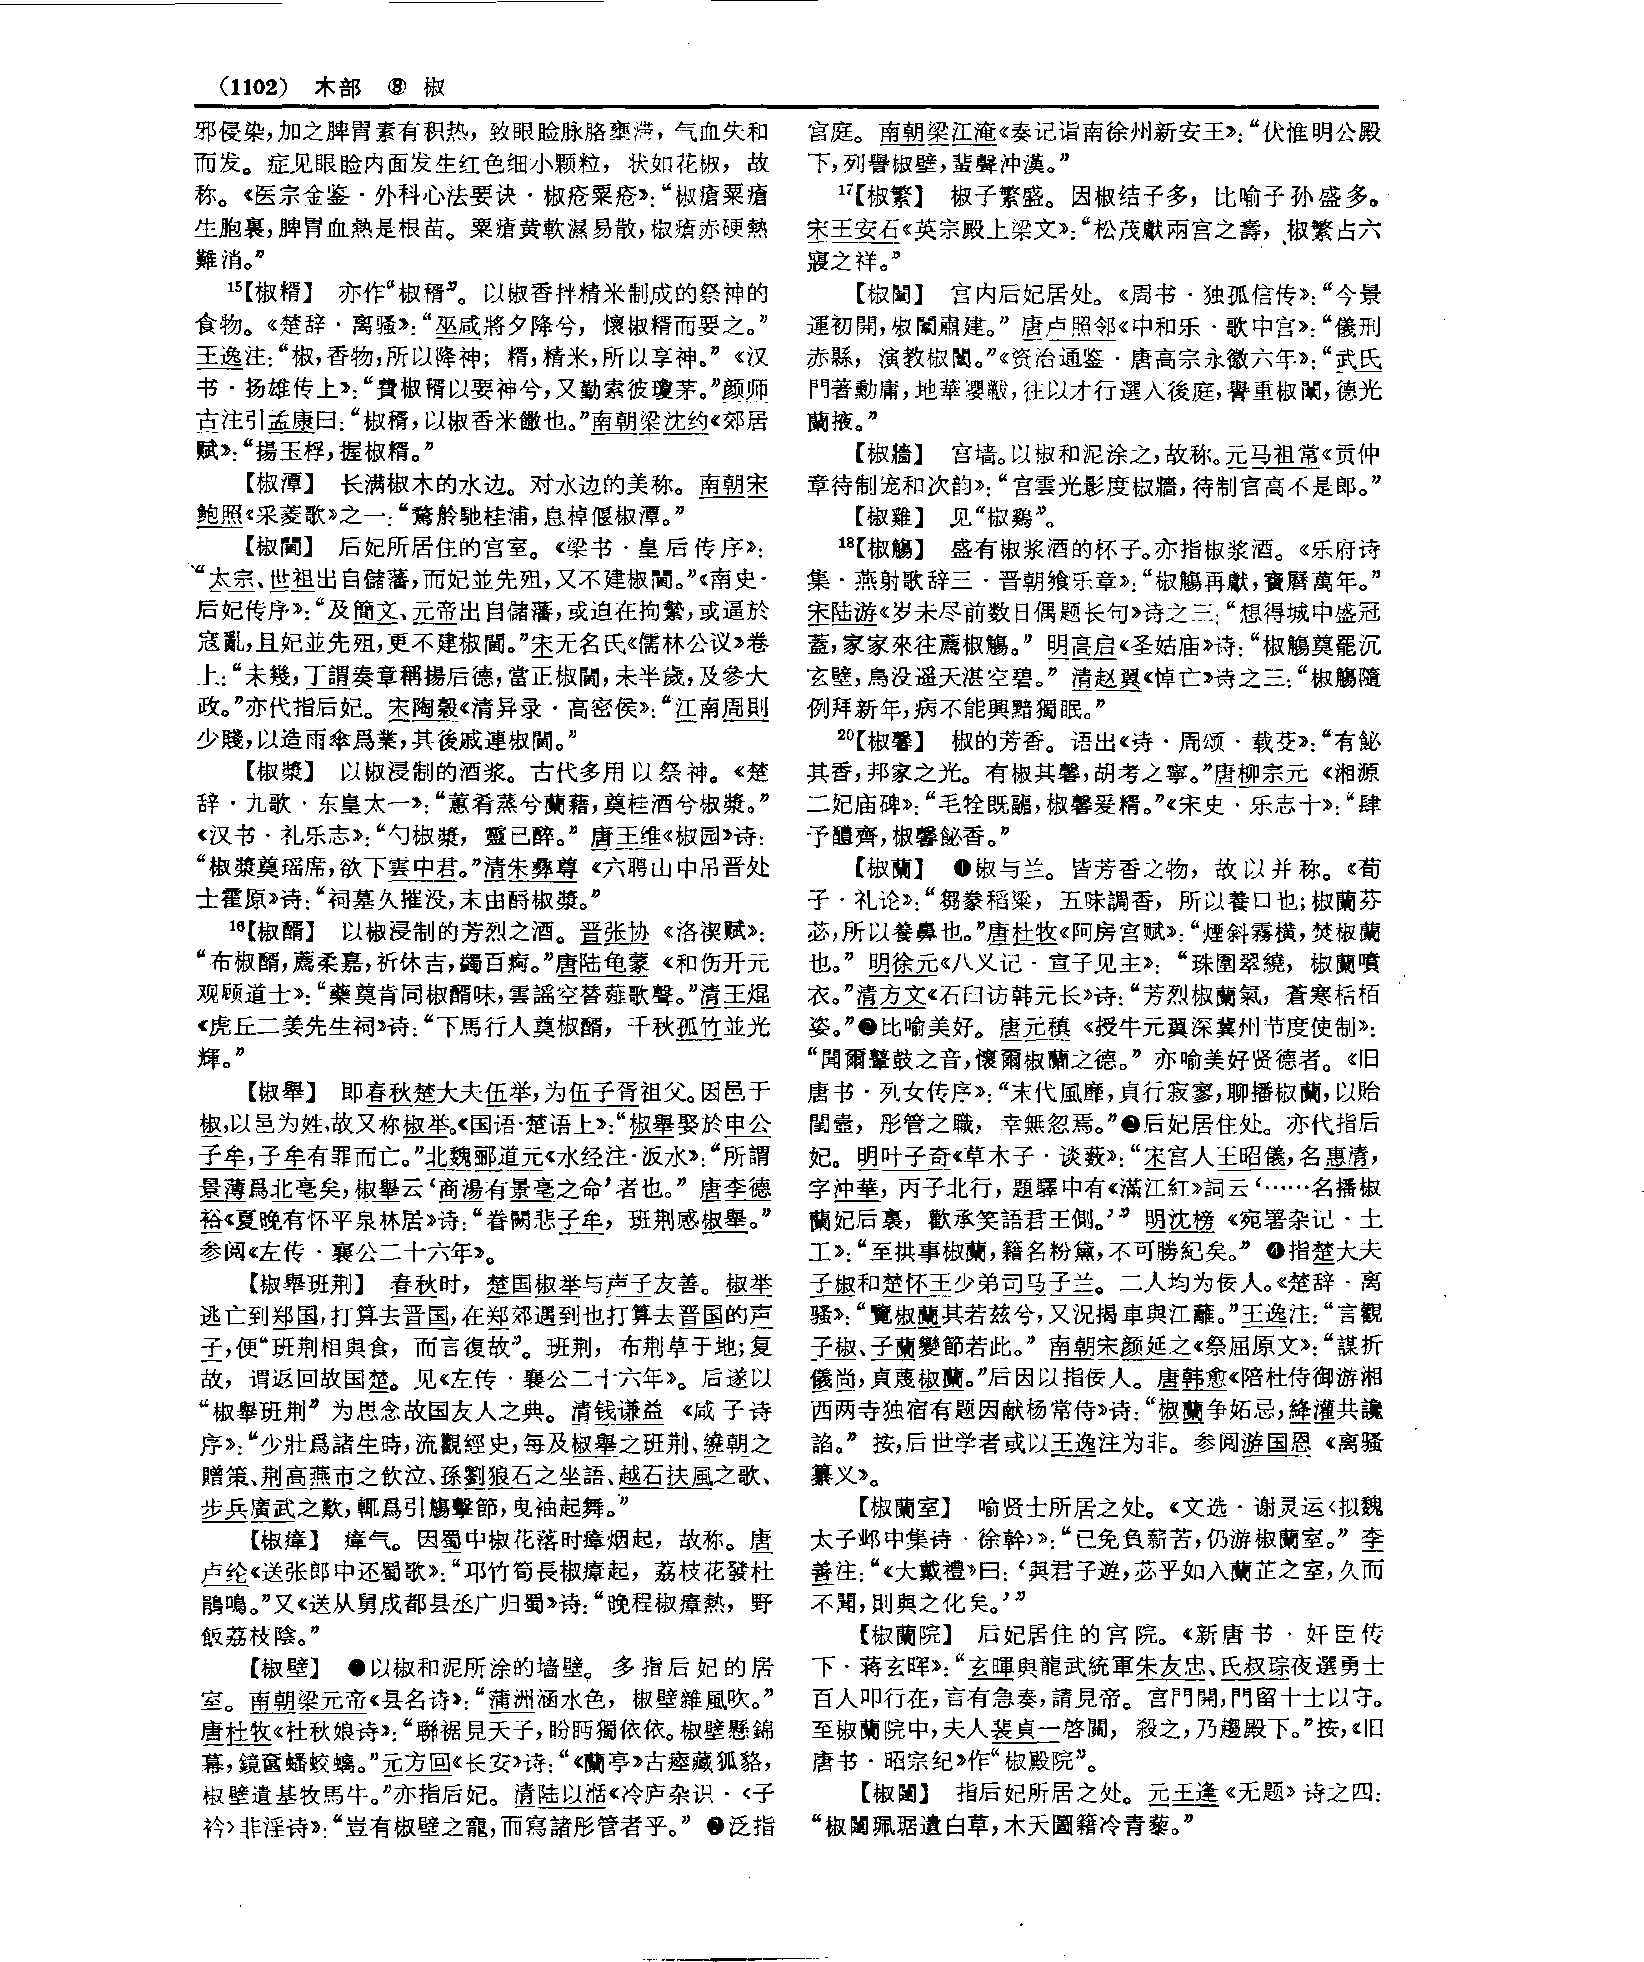 （1102） 木部 ⑧ 椒
邪侵染，加之脾胃素有积热，致眼睑脉胳壅滞，气血失和
而发。症见眼睑内面发生红色细小颗粒，状如花椒，故
称。《医宗金鉴·外科心法要诀·椒疮粟疮》：“椒瘡粟瘡
生胞裏，脾胃血熱是根苗。粟瘡黄軟濕易散，椒瘡赤硬熱
難消。”
15【椒糈】 亦作“椒稰”。以椒香拌精米制成的祭神的
食物。《楚辞·离骚》：“巫咸將夕降兮，懷椒糈而要之。”
王逸注：“椒，香物，所以降神；糈，精米，所以享神。”《汉
书·扬雄传上》：“費椒稰以要神兮，又勤索彼瓊茅。”颜师
古注引孟康曰：“椒稰，以椒香米饊也。”南朝梁沈约《郊居
赋》：“揚玉桴，握椒糈。”
【椒潭】 长满椒木的水边。对水边的美称。南朝宋
鲍照《采菱歌》之一：“鶩舲馳桂浦，息棹偃椒潭。”
【椒閫】 后妃所居住的宫室。《梁书·皇后传序》：
“太宗、世祖出自儲藩，而妃並先殂，又不建椒閫。”《南史·
后妃传序》：“及簡文、元帝出自儲藩，或迫在拘縶，或逼於
寇亂，且妃並先殂，更不建椒閫。”宋无名氏《儒林公议》卷
上：“未幾，丁謂奏章稱揚后德，當正椒閫，未半歲，及參大
政。”亦代指后妃。宋陶穀《清异录·高密侯》：“江南周則
少賤，以造雨傘爲業，其後戚連椒閫。”
【椒漿】 以椒浸制的酒浆。古代多用以祭神。《楚
辞·九歌·东皇太一》：“蕙肴蒸兮蘭藉，奠桂酒兮椒漿。”
《汉书·礼乐志》：“勺椒漿，靈已醉。”唐王维《椒园》诗：
“椒漿奠瑶席，欲下雲中君。”清朱彝尊《六聘山中吊晋处
士霍原》诗：“祠墓久摧没，末由酹椒漿。”
16【椒醑】 以椒浸制的芳烈之酒。晋张协《洛禊赋》：
“布椒醑，薦柔嘉，祈休吉，蠲百痾。”唐陆龟蒙《和伤开元
观顾道士》：“藥奠肯同椒醑味，雲謡空替薤歌聲。”清王焜
《虎丘二姜先生祠》诗：“下馬行人奠椒醑，千秋孤竹並光
輝。”
【椒舉】 即春秋楚大夫伍举，为伍子胥祖父。因邑于
椒，以邑为姓，故又称椒举。《国语·楚语上》：“椒舉娶於申公
子牟，子牟有罪而亡。”北魏郦道元《水经注·汳水》：“所謂
景薄爲北亳矣，椒舉云‘商湯有景亳之命’者也。”唐李德
裕《夏晚有怀平泉林居》诗：“眷闕悲子牟，班荆感椒舉。”
参阅《左传·襄公二十六年》。
【椒舉班荆】 春秋时，楚国椒举与声子友善。椒举
逃亡到郑国，打算去晋国，在郑郊遇到也打算去晋国的声
子，便“班荆相與食，而言復故”。班荆，布荆草于地；复
故，谓返回故国楚。见《左传·襄公二十六年》。后遂以
“椒舉班荆”为思念故国友人之典。清钱谦益《咸子诗
序》：“少壯爲諸生時，流觀經史，每及椒舉之班荆、繞朝之
贈策、荆高燕市之飲泣、孫劉狼石之坐語、越石扶風之歌、
步兵廣武之歎，輒爲引觴擊節，曳袖起舞。”
【椒瘴】 瘴气。因蜀中椒花落时瘴烟起，故称。唐
卢纶《送张郎中还蜀歌》：“邛竹筍長椒瘴起，荔枝花發杜
鵑鳴。”又《送从舅成都县丞广归蜀》诗：“晚程椒瘴熱，野
飯荔枝陰。”
【椒壁】 ❶以椒和泥所涂的墙壁。多指后妃的居
室。南朝梁元帝《县名诗》：“蒲洲涵水色，椒壁雜風吹。”
唐杜牧《杜秋娘诗》：“聯裾見天子，盼眄獨依依。椒壁懸錦
幕，鏡奩蟠蛟螭。”元方回《长安》诗：“《蘭亭》古瘞藏狐貉，
椒壁遺基牧馬牛。”亦指后妃。清陆以湉《冷庐杂识·〈子
衿〉非淫诗》：“豈有椒壁之寵，而寫諸彤管者乎。”❷泛指
宫庭。南朝梁江淹《奏记诣南徐州新安王》：“伏惟明公殿
下，列譽椒壁，蜚聲沖漢。”
17【椒繁】 椒子繁盛。因椒结子多，比喻子孙盛多。
宋王安石《英宗殿上梁文》：“松茂獻兩宫之壽，椒繁占六
寢之祥。”
【椒闈】 宫内后妃居处。《周书·独孤信传》：“今景
運初開，椒闈肅建。”唐卢照邻《中和乐·歌中宫》：“儀刑
赤縣，演教椒闈。”《资治通鉴·唐高宗永徽六年》：“武氏
門著勳庸，地華纓黻，往以才行選入後庭，譽重椒闈，德光
蘭掖。”
【椒牆】 宫墙。以椒和泥涂之，故称。元马祖常《贡仲
章待制宠和次韵》：“宫雲光影度椒牆，待制官高不是郎。”
【椒雞】 见“椒鷄”。
18【椒觴】 盛有椒浆酒的杯子。亦指椒浆酒。《乐府诗
集·燕射歌辞三·晋朝飨乐章》：“椒觴再獻，寶曆萬年。”
宋陆游《岁未尽前数日偶题长句》诗之三：“想得城中盛冠
蓋，家家來往薦椒觴。”明高启《圣姑庙》诗：“椒觴奠罷沉
玄壁，鳥没遥天湛空碧。”清赵翼《悼亡》诗之三：“椒觴隨
例拜新年，病不能興黯獨眠。”
20【椒馨】 椒的芳香。语出《诗·周颂·载芟》：“有飶
其香，邦家之光。有椒其馨，胡考之寧。”唐柳宗元《湘源
二妃庙碑》：“毛牷既臑，椒馨爰糈。”《宋史·乐志十》：“肆
予醴齊，椒馨飶香。”
【椒蘭】 ❶椒与兰。皆芳香之物，故以并称。《荀
子·礼论》：“芻豢稻粱，五味調香，所以養口也；椒蘭芬
苾，所以養鼻也。”唐杜牧《阿房宫赋》：“煙斜霧横，焚椒蘭
也。”明徐元《八义记·宣子见主》：“珠圍翠繞，椒蘭噴
衣。”清方文《石臼访韩元长》诗：“芳烈椒蘭氣，蒼寒栝栢
姿。”❷比喻美好。唐元稹《授牛元翼深冀州节度使制》：
“聞爾鼙鼓之音，懷爾椒蘭之德。”亦喻美好贤德者。《旧
唐书·列女传序》：“末代風靡，貞行寂寥，聊播椒蘭，以貽
閨壼，彤管之職，幸無忽焉。”❸后妃居住处。亦代指后
妃。明叶子奇《草木子·谈薮》：“宋宫人王昭儀，名惠清，
字沖華，丙子北行，題驛中有《滿江紅》詞云‘……名播椒
蘭妃后裏，歡承笑語君王側。’”明沈榜《宛署杂记·土
工》：“至拱事椒蘭，籍名粉黛，不可勝紀矣。”❹指楚大夫
子椒和楚怀王少弟司马子兰。二人均为佞人。《楚辞·离
骚》：“覽椒蘭其若兹兮，又況揭車與江蘺。”王逸注：“言觀
子椒、子蘭變節若此。”南朝宋颜延之《祭屈原文》：“謀折
儀尚，貞蔑椒蘭。”后因以指佞人。唐韩愈《陪杜侍御游湘
西两寺独宿有题因献杨常侍》诗：“椒蘭争妬忌，絳灌共讒
諂。”按，后世学者或以王逸注为非。参阅游国恩《离骚
纂义》。
【椒蘭室】 喻贤士所居之处。《文选·谢灵运〈拟魏
太子邺中集诗·徐幹〉》：“已免負薪苦，仍游椒蘭室。”李
善注：“《大戴禮》曰：‘與君子遊，苾乎如入蘭芷之室，久而
不聞，則與之化矣。’”
【椒蘭院】 后妃居住的宫院。《新唐书·奸臣传
下·蒋玄晖》：“玄暉與龍武統軍朱友忠、氏叔琮夜選勇士
百人叩行在，言有急奏，請見帝。宫門開，門留十士以守。
至椒蘭院中，夫人裴貞一啓關，殺之，乃趨殿下。”按，《旧
唐书·昭宗纪》作“椒殿院”。
【椒闥】 指后妃所居之处。元王逢《无题》诗之四：
“椒闥珮琚遺白草，木天圖籍冷青藜。”